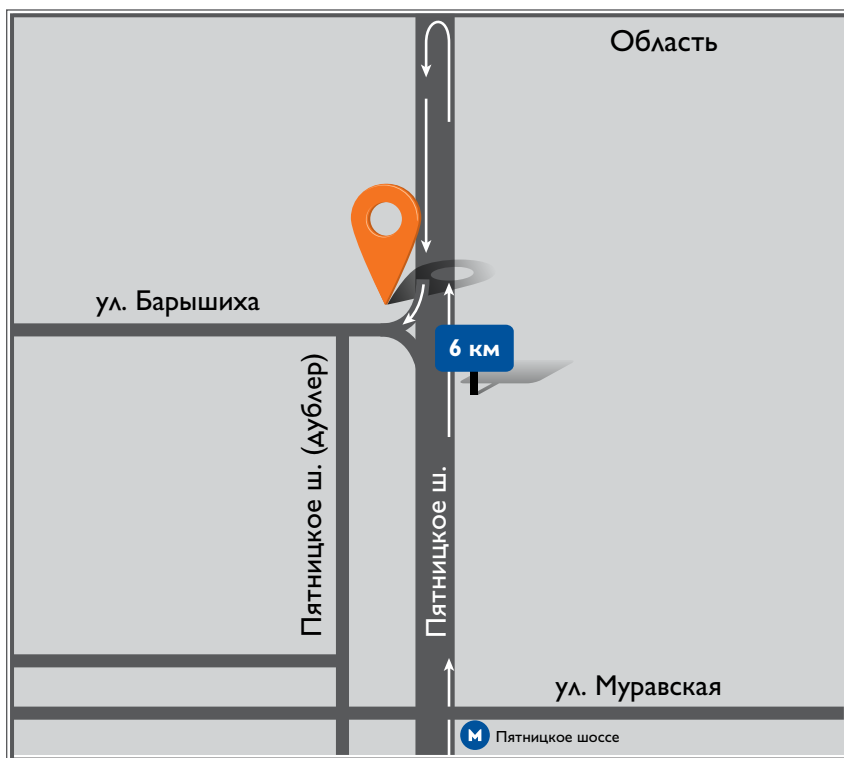 Область
ул. Барышиха
6 км
Пятницкое ш. (дублер)
Пятницкое ш.
ул. Муравская
М Пятницкое шоссе